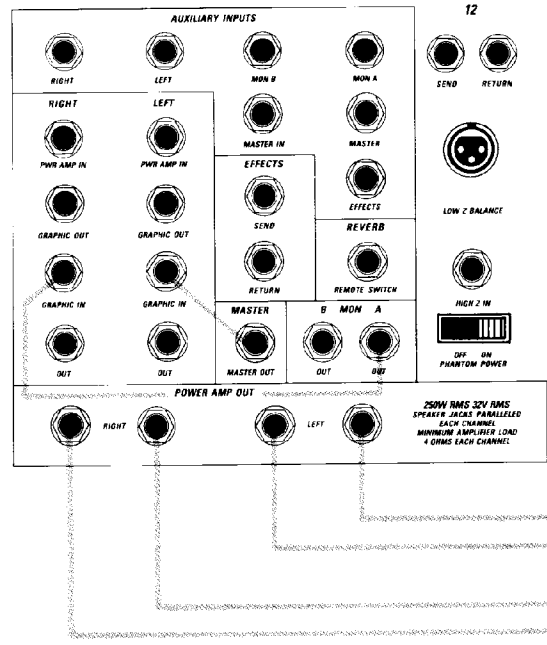 AUXILIARY INPUTS
12
RIGHT
LEFT
MON B
MON A
SEND
RETURN
RIGHT
LEFT
PWR AMP IN
PWR AMP IN
MASTER IN
MASTER
EFFECTS
GRAPHIC OUT
GRAPHIC OUT
SEND
EFFECTS
LOW Z BALANCE
REVERB
GRAPHIC IN
GRAPHIC IN
RETURN
REMOTE SWITCH
HIGH Z IN
MASTER
B MON A
OUT
OUT
MASTER OUT
OUT
OUT
OFF ON
PHANTOM POWER
POWER AMP OUT
RIGHT
LEFT
250W RMS 32V RMS
SPEAKER JACKS PARALLELED
EACH CHANNEL
MINIMUM AMPLIFIER LOAD
4 OHMS EACH CHANNEL